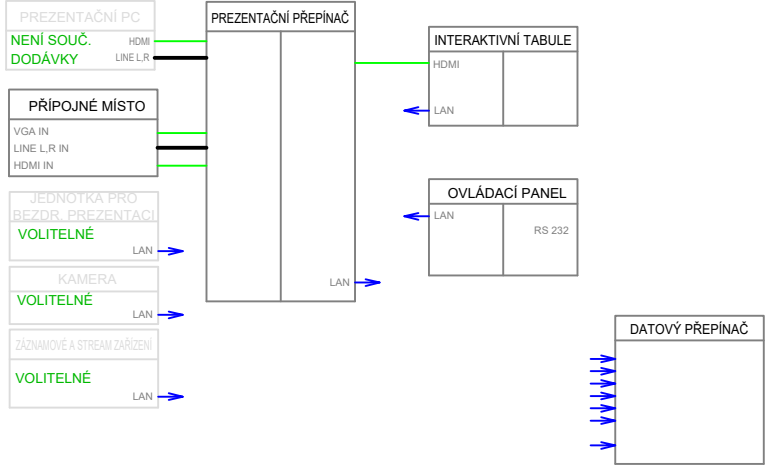 PREZENTAČNÍ PC
NENÍ SOUČ.
HDMI
DODÁVKY
LINE L,R
PREZENTAČNÍ PŘEPÍNAČ
LAN
INTERAKTIVNÍ TABULE
HDMI
LAN
PŘÍPOJNÉ MÍSTO
VGA IN
LINE L,R IN
HDMI IN
OVLÁDACÍ PANEL
LAN
RS 232
JEDNOTKA PRO
BEZDR. PREZENTACI
VOLITELNÉ
LAN
KAMERA
VOLITELNÉ
LAN
ZÁZNAMOVÉ A STREAM ZAŘÍZENÍ
VOLITELNÉ
LAN
DATOVÝ PŘEPÍNAČ